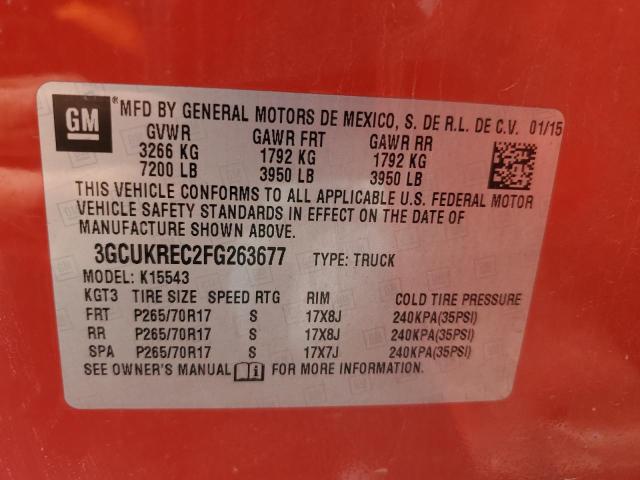 GM ® MFD BY GENERAL MOTORS DE MEXICO, S. DE R.L. DE C.V. 01/15
GVWR GAWR FRT GAWR RR
3266 KG 1792 KG 1792 KG
7200 LB 3950 LB 3950 LB
THIS VEHICLE CONFORMS TO ALL APPLICABLE U.S. FEDERAL MOTOR
VEHICLE SAFETY STANDARDS IN EFFECT ON THE DATE OF
MANUFACTURE SHOWN ABOVE.
3GCUKREC2FG263677 TYPE: TRUCK
MODEL: K15543
KGT3 TIRE SIZE SPEED RTG RIM COLD TIRE PRESSURE
FRT P265/70R17 S 17X8J 240KPA(35PSI)
RR P265/70R17 S 17X8J 240KPA(35PSI)
SPA P265/70R17 S 17X7J 240KPA(35PSI)
SEE OWNER'S MANUAL FOR MORE INFORMATION.